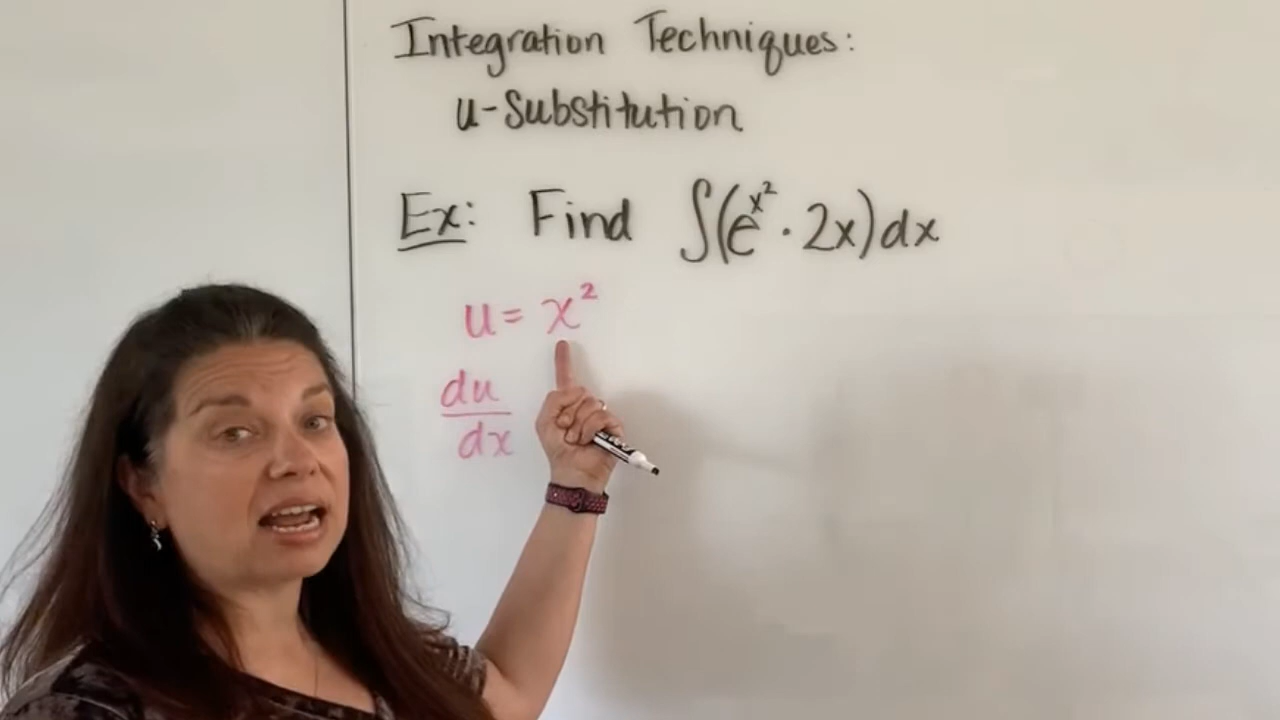 Integration Techniques:
u-Substitution
Ex: Find ∫(e^x²· 2x)dx
u = x²
du
dx